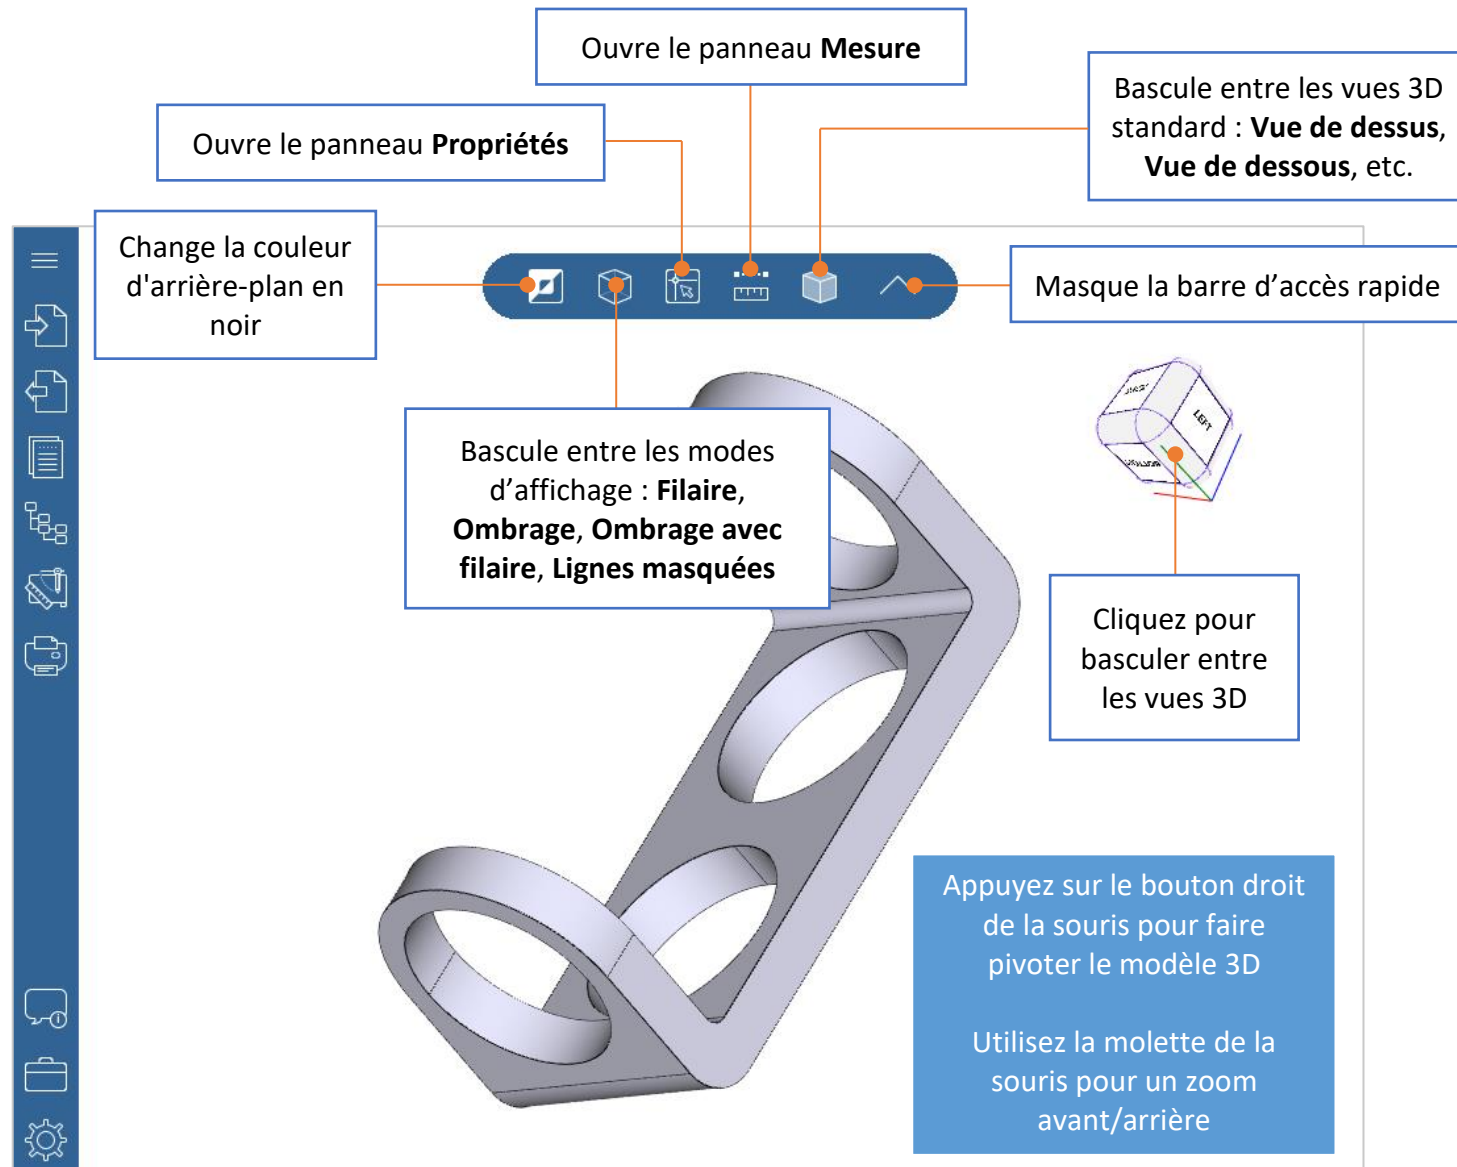 Ouvre le panneau Mesure
Bascule entre les vues 3D
standard : Vue de dessus,
Vue de dessous, etc.
Ouvre le panneau Propriétés
Change la couleur
d'arrière-plan en
noir
Masque la barre d’accès rapide
LEFT
Bascule entre les modes
d’affichage : Filaire,
Ombrage, Ombrage avec
filaire, Lignes masquées
Cliquez pour
basculer entre
les vues 3D
Appuyez sur le bouton droit
de la souris pour faire
pivoter le modèle 3D
Utilisez la molette de la
souris pour un zoom
avant/arrière